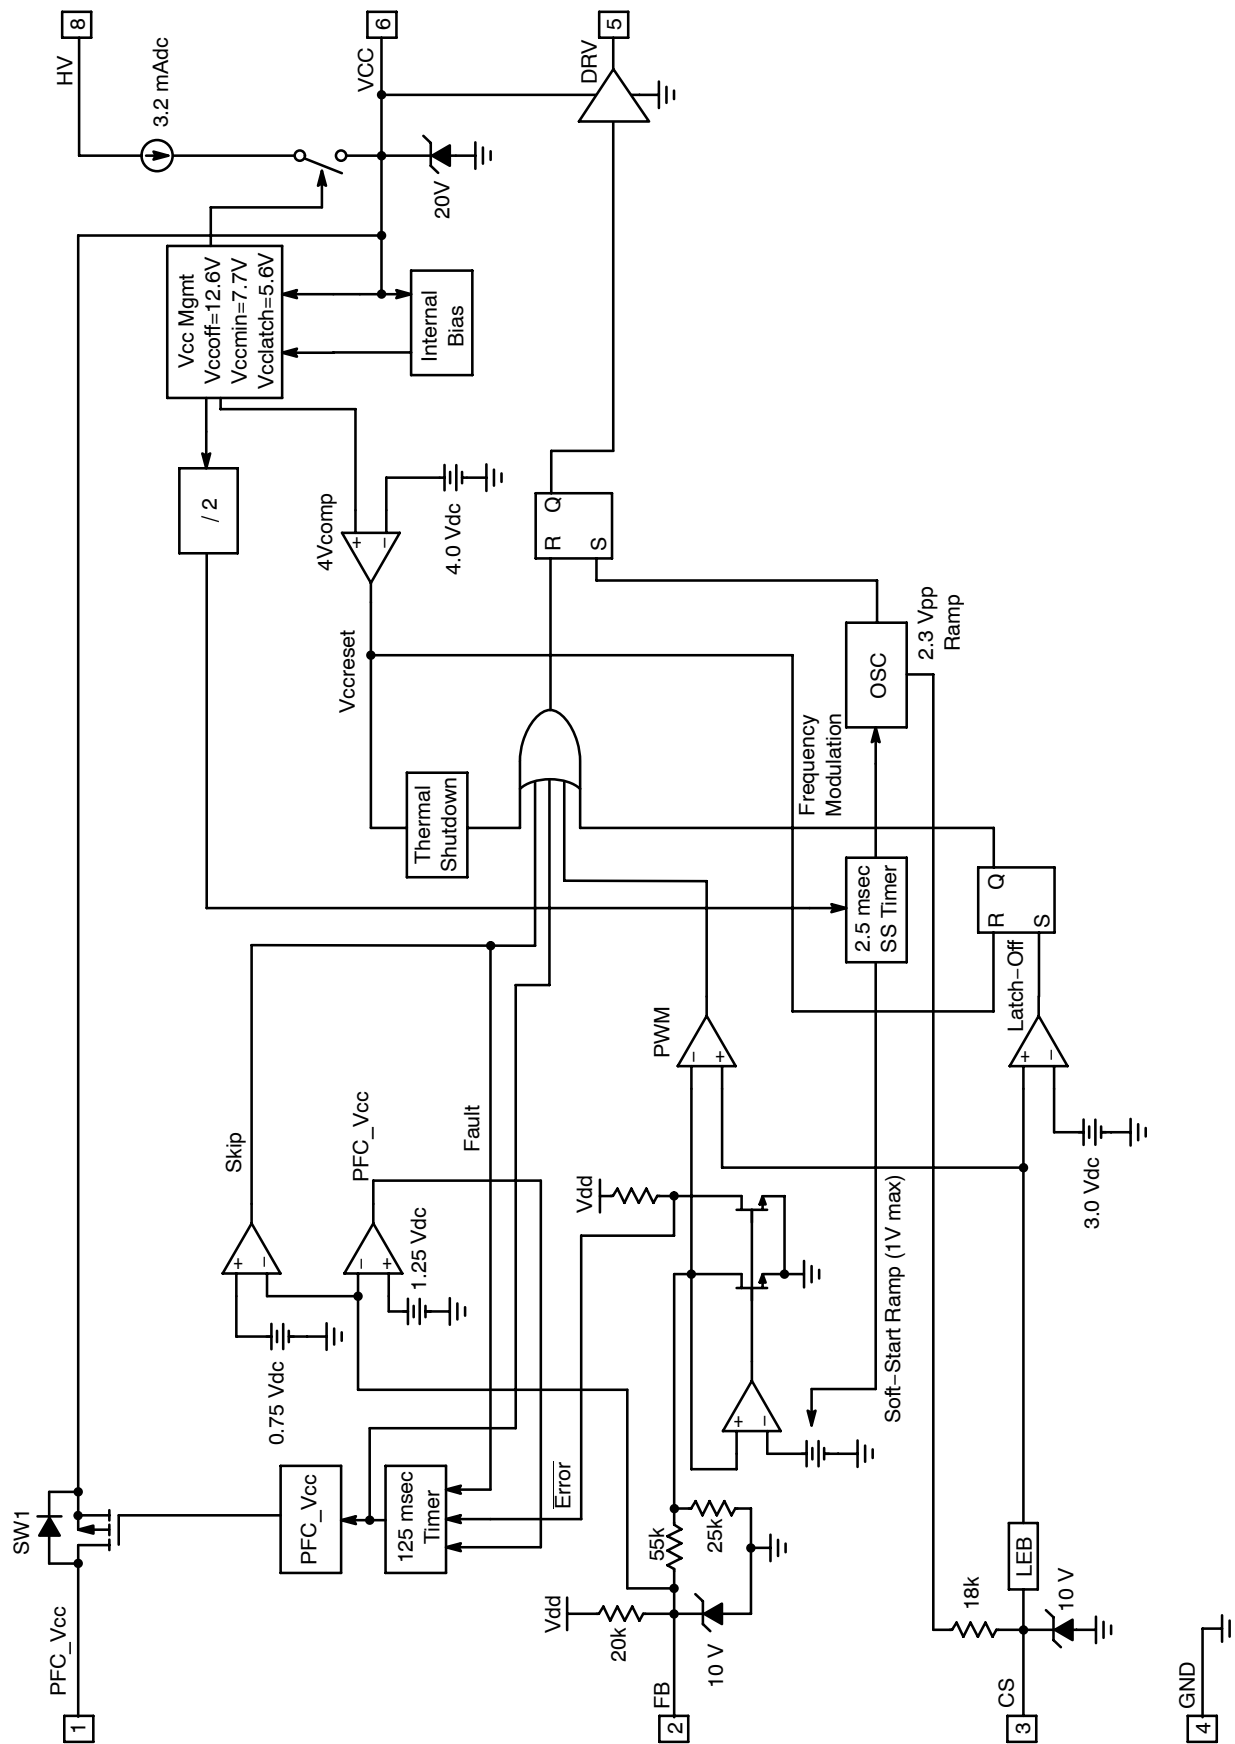 SW1
PFC_Vcc
1
PFC_Vcc
125 msec
Timer
0.75 Vdc
+
−
Skip
−
+
PFC_Vcc
1.25 Vdc
Fault
Error
Vdd
20k
FB
2
10 V
55k
25k
Vdd
+
−
Soft−Start Ramp (1V max)
−
+
PWM
18k
CS
3
LEB
10 V
3.0 Vdc
+
−
Latch−Off
R
Q
S
GND
4
2.5 msec
SS Timer
Frequency
Modulation
OSC
2.3 Vpp
Ramp
Thermal
Shutdown
Vccreset
4Vcomp
+
−
4.0 Vdc
R
Q
S
/ 2
Vcc Mgmt
Vccoff=12.6V
Vccmin=7.7V
Vcclatch=5.6V
Internal
Bias
20V
3.2 mAdc
HV
8
VCC
6
DRV
5